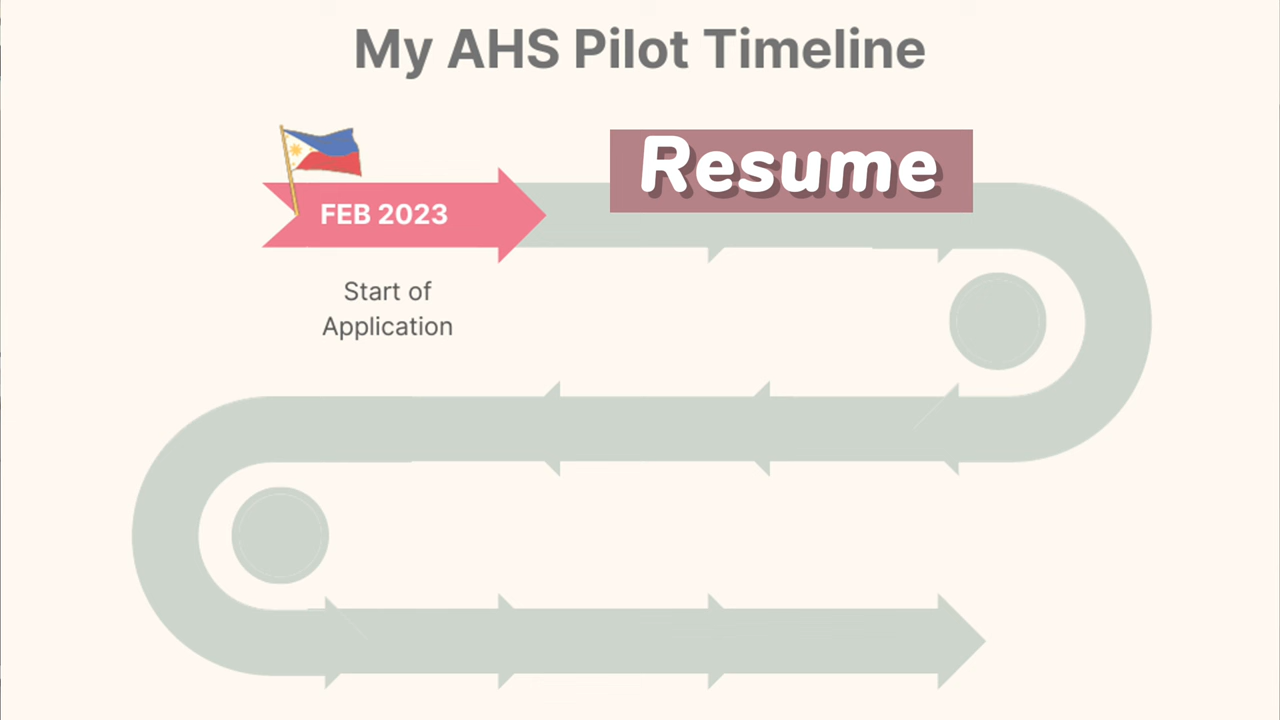 My AHS Pilot Timeline
Resume
FEB 2023
Start of
Application